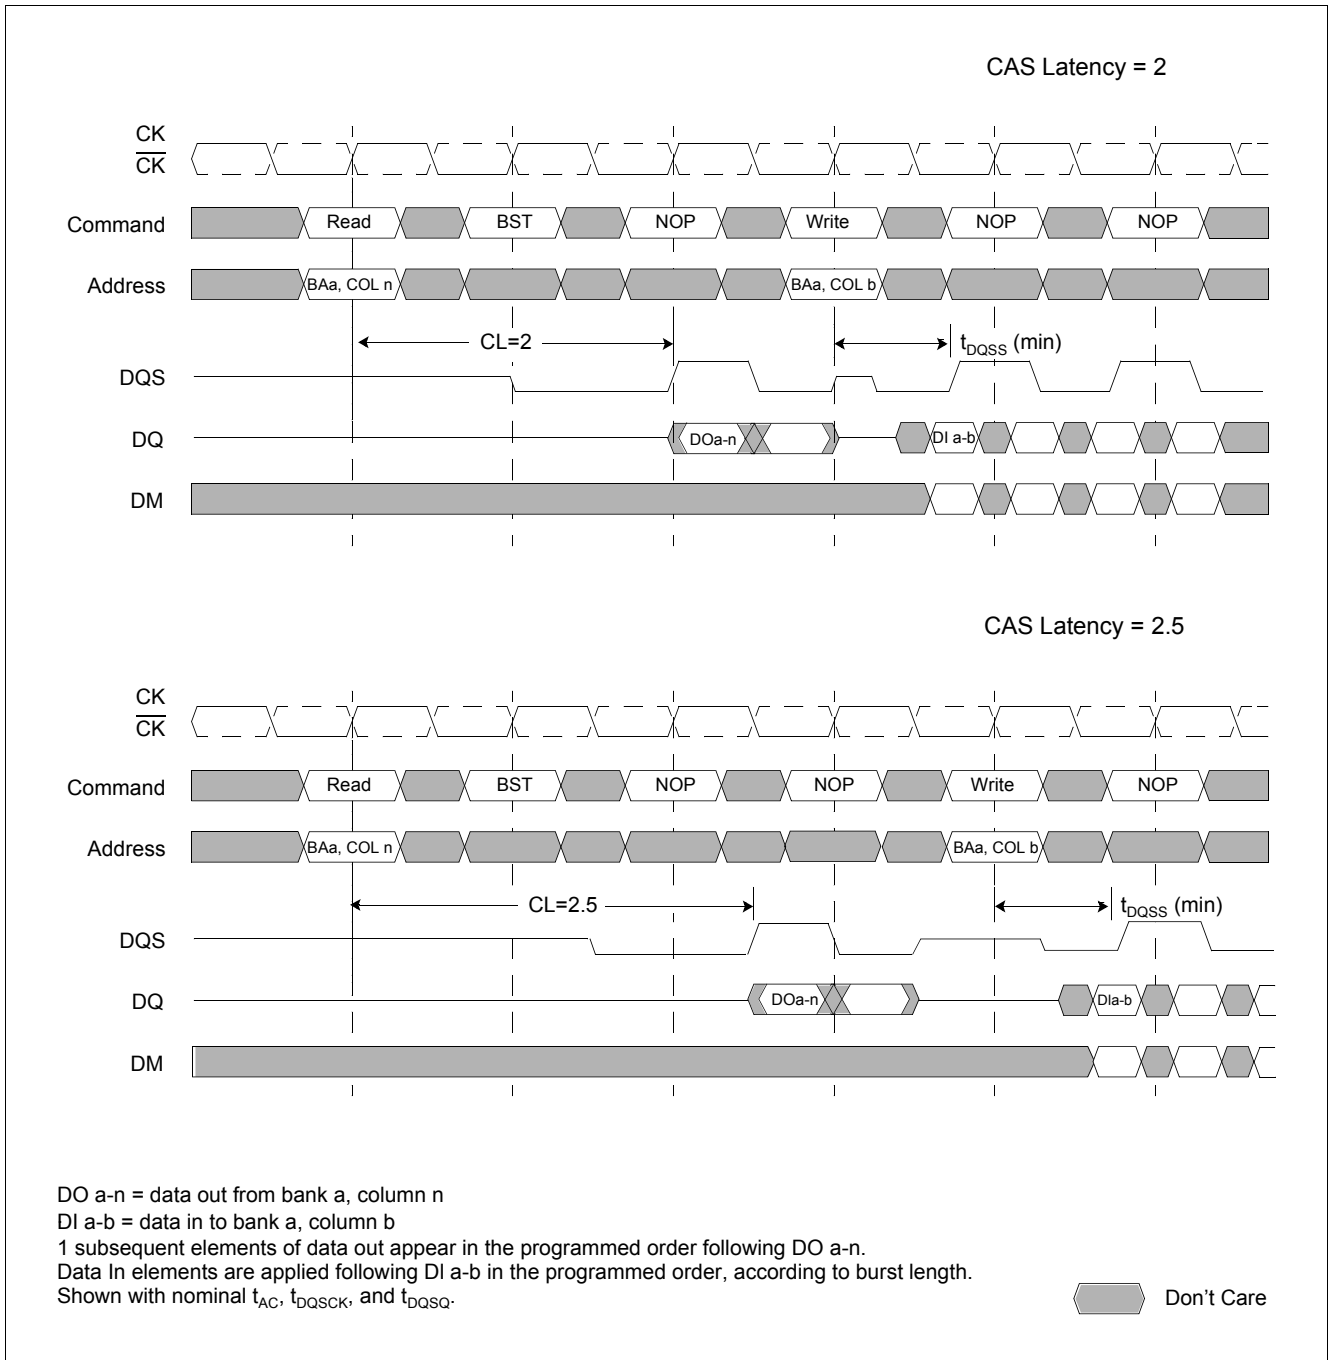 CAS Latency = 2
CK
CK
Command Read BST NOP Write NOP NOP
Address BAa, COL n BAa, COL b
CL=2 tDQSS (min)
DQS
DQ DOa-n DI a-b
DM
CAS Latency = 2.5
CK
CK
Command Read BST NOP NOP Write NOP
Address BAa, COL n BAa, COL b
CL=2.5 tDQSS (min)
DQS
DQ DOa-n DIa-b
DM
DO a-n = data out from bank a, column n
DI a-b = data in to bank a, column b
1 subsequent elements of data out appear in the programmed order following DO a-n.
Data In elements are applied following DI a-b in the programmed order, according to burst length.
Shown with nominal tAC, tDQSCK, and tDQSQ.
Don't Care